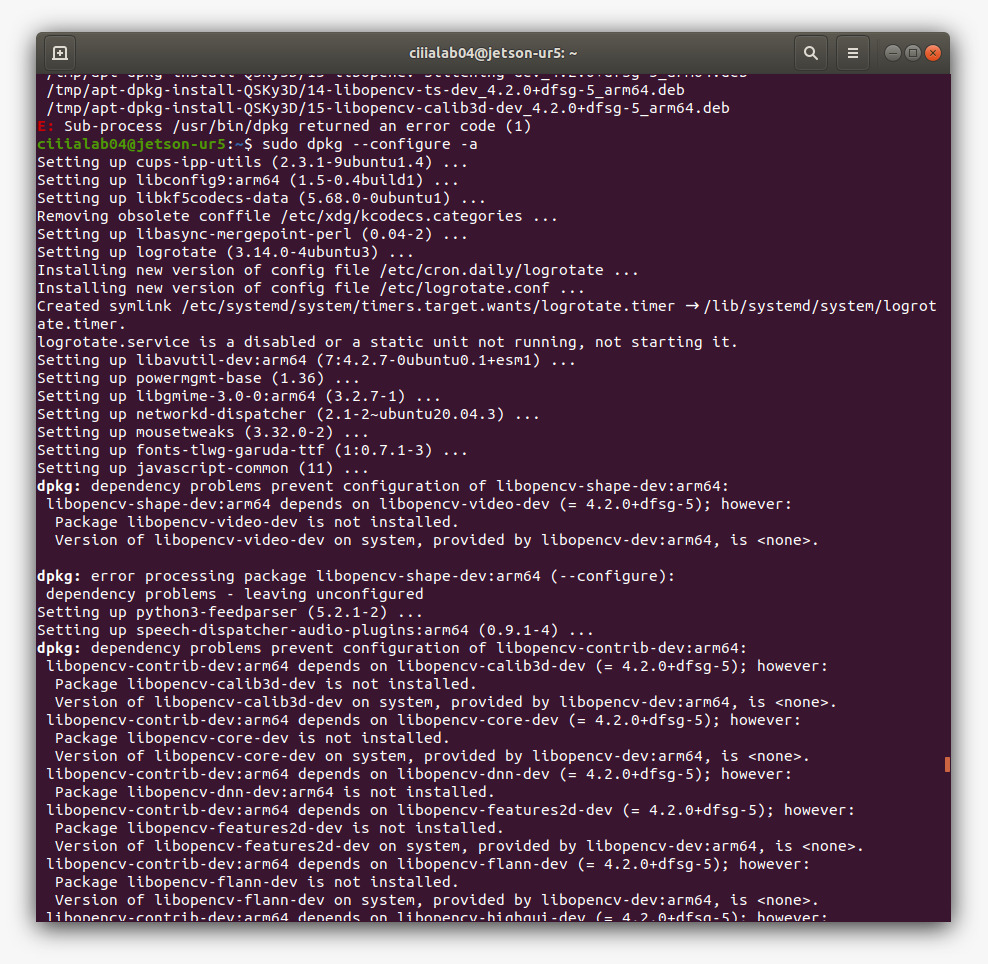 ciiialab04@jetson-ur5: ~
/tmp/apt-dpkg-install-QSKy3D/13-libopencv-stitching-dev_4.2.0+dfsg-5_arm64.deb
/tmp/apt-dpkg-install-QSKy3D/14-libopencv-ts-dev_4.2.0+dfsg-5_arm64.deb
/tmp/apt-dpkg-install-QSKy3D/15-libopencv-calib3d-dev_4.2.0+dfsg-5_arm64.deb
E: Sub-process /usr/bin/dpkg returned an error code (1)
ciiialab04@jetson-ur5:~$ sudo dpkg --configure -a
Setting up cups-ipp-utils (2.3.1-9ubuntu1.4) ...
Setting up libconfig9:arm64 (1.5-0.4build1) ...
Setting up libkf5codecs-data (5.68.0-0ubuntu1) ...
Removing obsolete conffile /etc/xdg/kcodecs.categories ...
Setting up libasync-mergepoint-perl (0.04-2) ...
Setting up logrotate (3.14.0-4ubuntu3) ...
Installing new version of config file /etc/cron.daily/logrotate ...
Installing new version of config file /etc/logrotate.conf ...
Created symlink /etc/systemd/system/timers.target.wants/logrotate.timer → /lib/systemd/system/logrot
ate.timer.
logrotate.service is a disabled or a static unit not running, not starting it.
Setting up libavutil-dev:arm64 (7:4.2.7-0ubuntu0.1+esm1) ...
Setting up powermgmt-base (1.36) ...
Setting up libgmime-3.0-0:arm64 (3.2.7-1) ...
Setting up networkd-dispatcher (2.1-2~ubuntu20.04.3) ...
Setting up mousetweaks (3.32.0-2) ...
Setting up fonts-tlwg-garuda-ttf (1:0.7.1-3) ...
Setting up javascript-common (11) ...
dpkg: dependency problems prevent configuration of libopencv-shape-dev:arm64:
libopencv-shape-dev:arm64 depends on libopencv-video-dev (= 4.2.0+dfsg-5); however:
Package libopencv-video-dev is not installed.
Version of libopencv-video-dev on system, provided by libopencv-dev:arm64, is <none>.
dpkg: error processing package libopencv-shape-dev:arm64 (--configure):
dependency problems - leaving unconfigured
Setting up python3-feedparser (5.2.1-2) ...
Setting up speech-dispatcher-audio-plugins:arm64 (0.9.1-4) ...
dpkg: dependency problems prevent configuration of libopencv-contrib-dev:arm64:
libopencv-contrib-dev:arm64 depends on libopencv-calib3d-dev (= 4.2.0+dfsg-5); however:
Package libopencv-calib3d-dev is not installed.
Version of libopencv-calib3d-dev on system, provided by libopencv-dev:arm64, is <none>.
libopencv-contrib-dev:arm64 depends on libopencv-core-dev (= 4.2.0+dfsg-5); however:
Package libopencv-core-dev is not installed.
Version of libopencv-core-dev on system, provided by libopencv-dev:arm64, is <none>.
libopencv-contrib-dev:arm64 depends on libopencv-dnn-dev (= 4.2.0+dfsg-5); however:
Package libopencv-dnn-dev:arm64 is not installed.
libopencv-contrib-dev:arm64 depends on libopencv-features2d-dev (= 4.2.0+dfsg-5); however:
Package libopencv-features2d-dev is not installed.
Version of libopencv-features2d-dev on system, provided by libopencv-dev:arm64, is <none>.
libopencv-contrib-dev:arm64 depends on libopencv-flann-dev (= 4.2.0+dfsg-5); however:
Package libopencv-flann-dev is not installed.
Version of libopencv-flann-dev on system, provided by libopencv-dev:arm64, is <none>.
libopencv-contrib-dev:arm64 depends on libopencv-highgui-dev (= 4.2.0+dfsg-5); however: